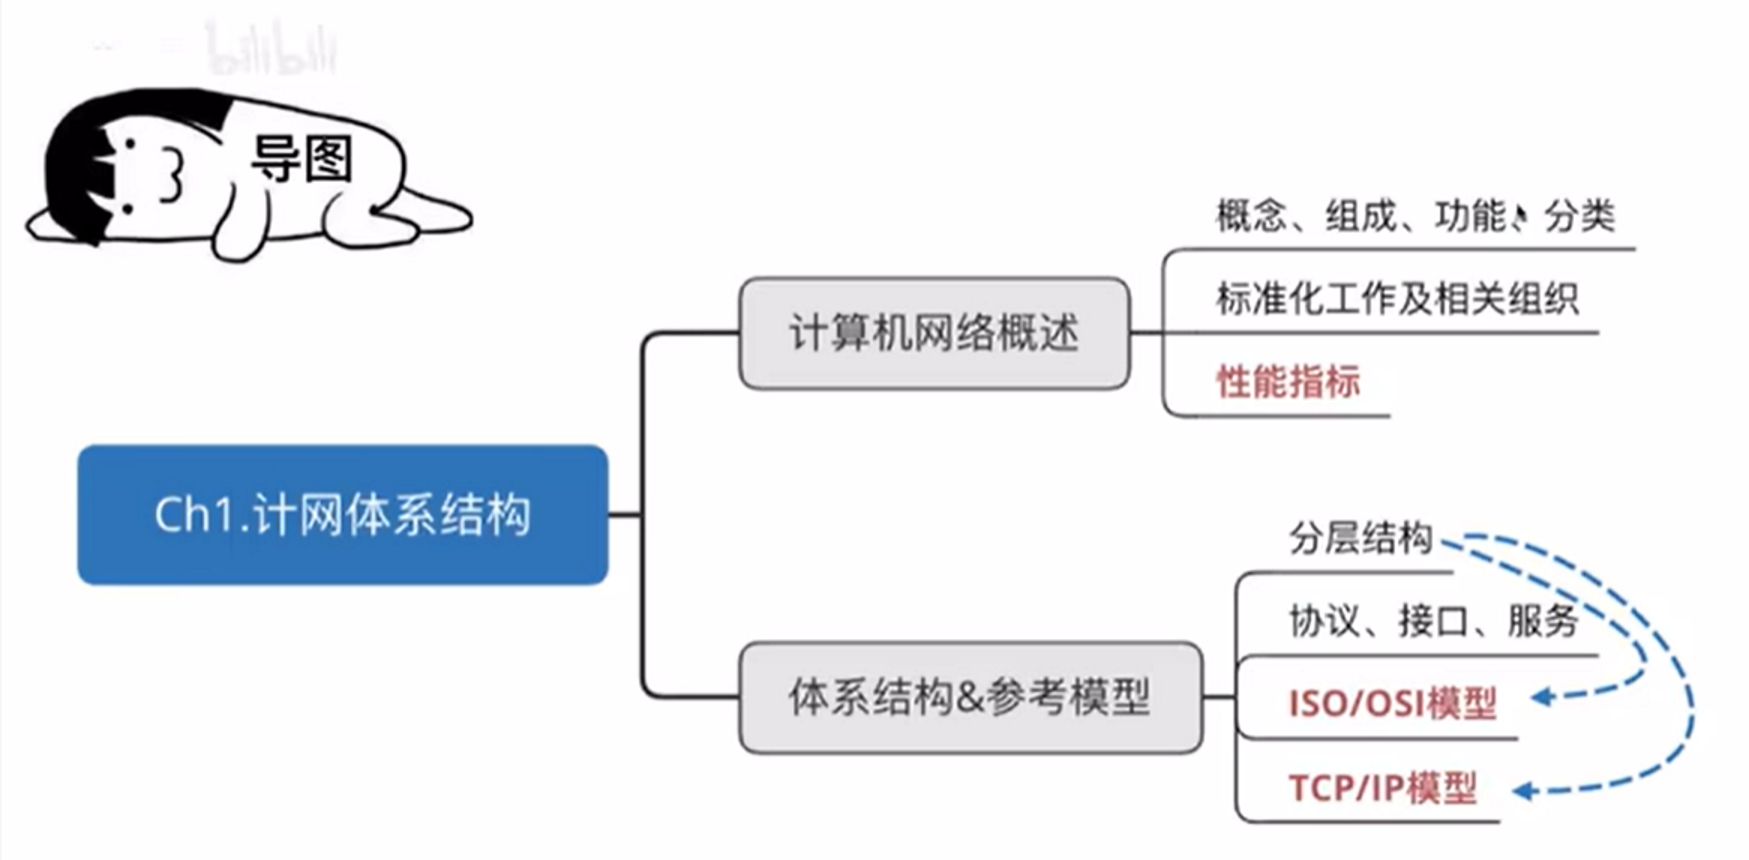 bilibili
导图
概念、组成、功能、分类
标准化工作及相关组织
计算机网络概述
性能指标
Ch1.计网体系结构
分层结构
协议、接口、服务
体系结构&参考模型
ISO/OSI模型
TCP/IP模型